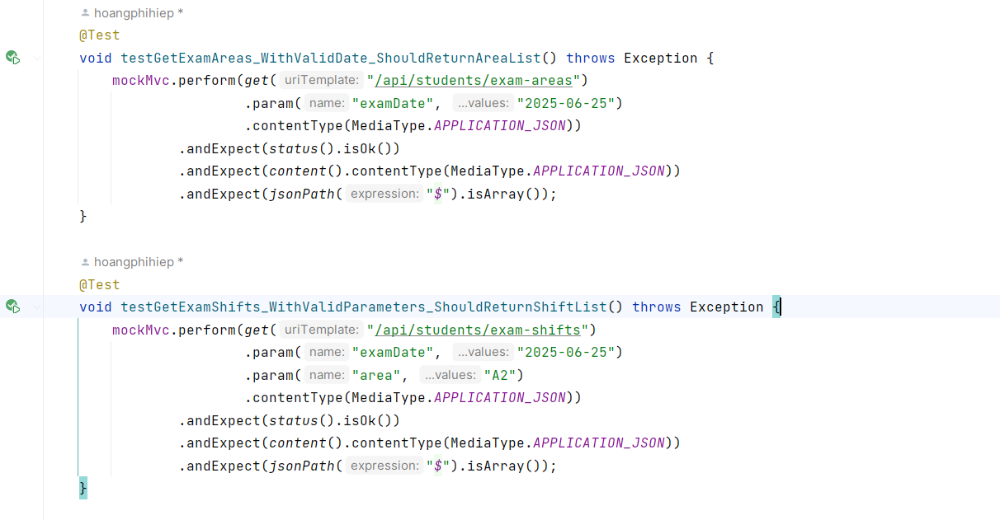 hoangphihiep *
@Test
void testGetExamAreas_WithValidDate_ShouldReturnAreaList() throws Exception {
mockMvc.perform(get( uriTemplate: "/api/students/exam-areas")
.param( name: "examDate", ...values: "2025-06-25")
.contentType(MediaType.APPLICATION_JSON))
.andExpect(status().isOk())
.andExpect(content().contentType(MediaType.APPLICATION_JSON))
.andExpect(jsonPath( expression: "$").isArray());
}
hoangphihiep *
@Test
void testGetExamShifts_WithValidParameters_ShouldReturnShiftList() throws Exception {
mockMvc.perform(get( uriTemplate: "/api/students/exam-shifts")
.param( name: "examDate", ...values: "2025-06-25")
.param( name: "area", ...values: "A2")
.contentType(MediaType.APPLICATION_JSON))
.andExpect(status().isOk())
.andExpect(content().contentType(MediaType.APPLICATION_JSON))
.andExpect(jsonPath( expression: "$").isArray());
}